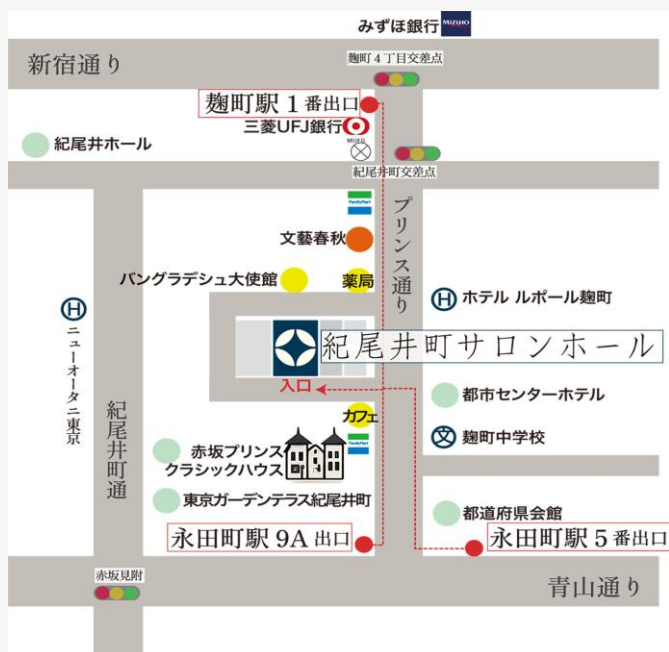 みずほ銀行
MIZUHO
新宿通り
麹町4丁目交差点
麹町駅1番出口
三菱UFJ銀行
MUFG
紀尾井ホール
紀尾井町交差点
FamilyMart
プリンス通り
文藝春秋
バングラデシュ大使館
薬局
H
ホテル ルポール麹町
H
ニューオータニ東京
紀尾井町サロンホール
入口
都市センターホテル
カフェ
FamilyMart
文
麹町中学校
紀尾井町通
赤坂プリンス
クラシックハウス
東京ガーデンテラス紀尾井町
都道府県会館
永田町駅9A出口
永田町駅5番出口
赤坂見附
青山通り